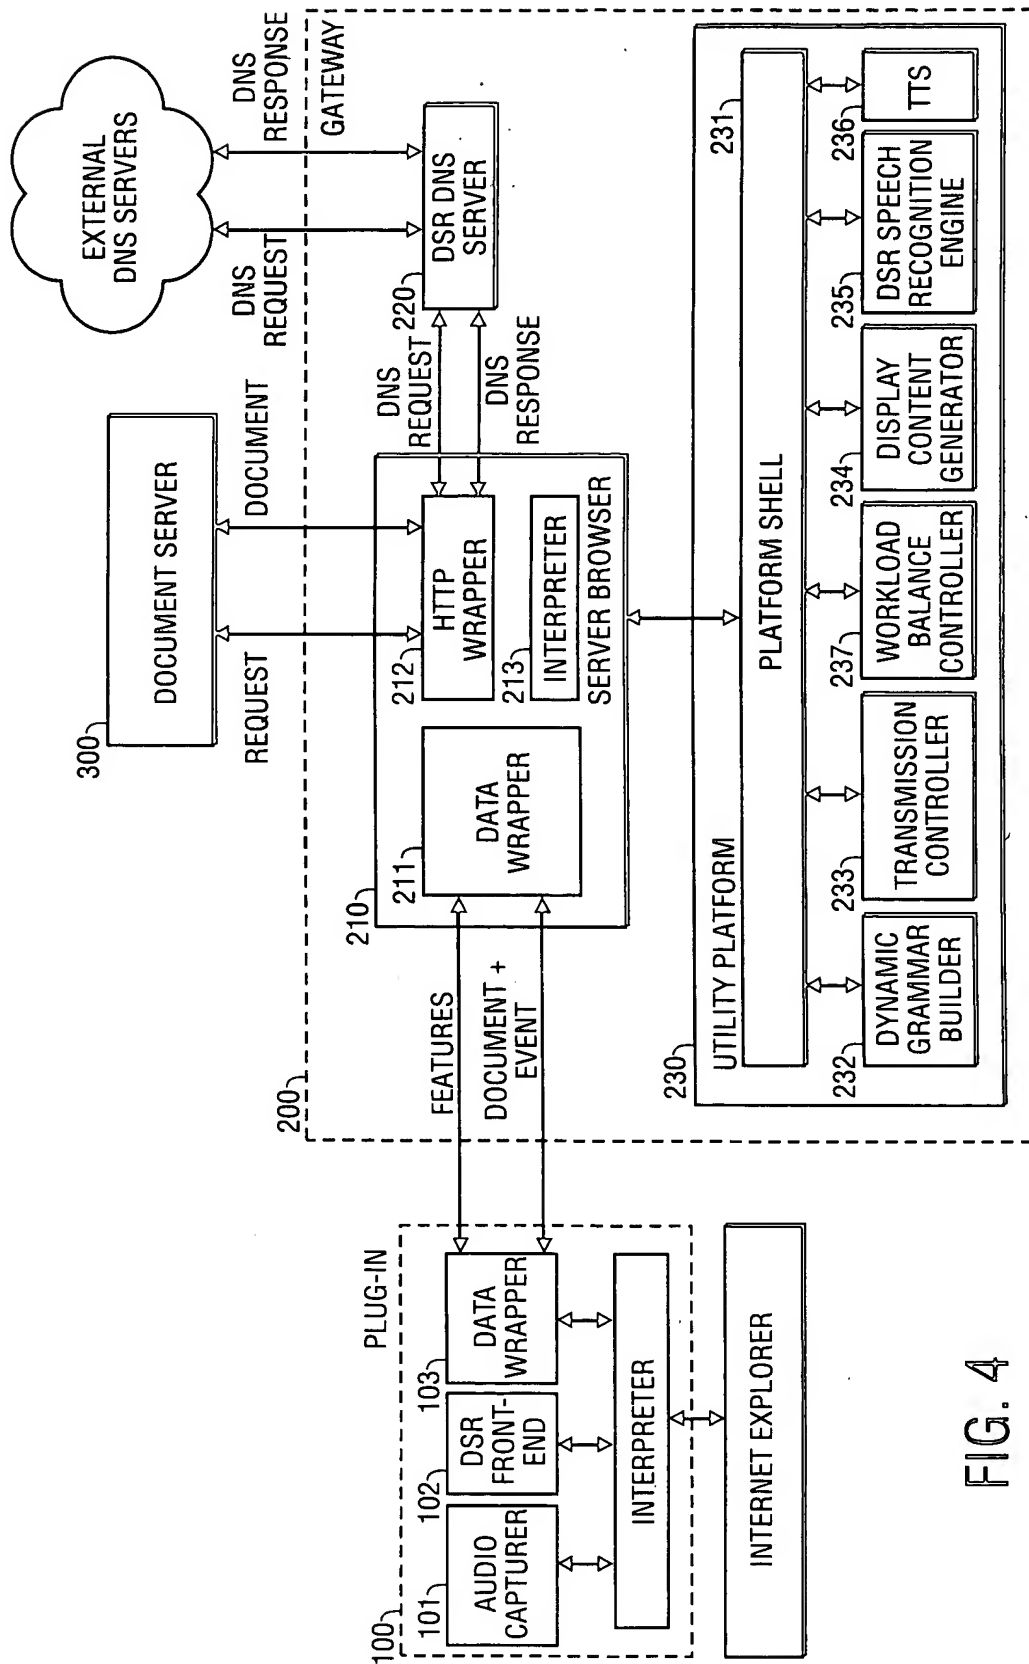 EXTERNAL
DNS SERVERS
DNS
REQUEST
DNS
RESPONSE
300
DOCUMENT SERVER
REQUEST
DOCUMENT
200
GATEWAY
220
DSR DNS
SERVER
DNS
REQUEST
DNS
RESPONSE
210
211
DATA
WRAPPER
212
HTTP
WRAPPER
213
INTERPRETER
SERVER BROWSER
FEATURES
DOCUMENT +
EVENT
100
PLUG-IN
101
AUDIO
CAPTURER
102
DSR
FRONT-
END
103
DATA
WRAPPER
INTERPRETER
INTERNET EXPLORER
230
UTILITY PLATFORM
231
PLATFORM SHELL
232
DYNAMIC
GRAMMAR
BUILDER
233
TRANSMISSION
CONTROLLER
237
WORKLOAD
BALANCE
CONTROLLER
234
DISPLAY
CONTENT
GENERATOR
235
DSR SPEECH
RECOGNITION
ENGINE
236
TTS
FIG. 4